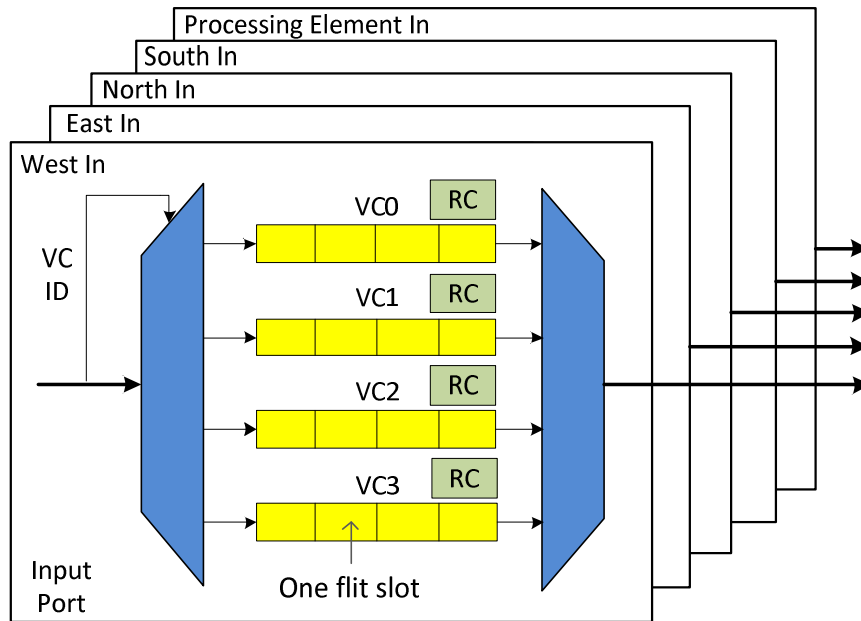 Processing Element In
South In
North In
East In
West In
VC0
RC
VC
ID
VC1
RC
VC2
RC
VC3
RC
One flit slot
Input
Port